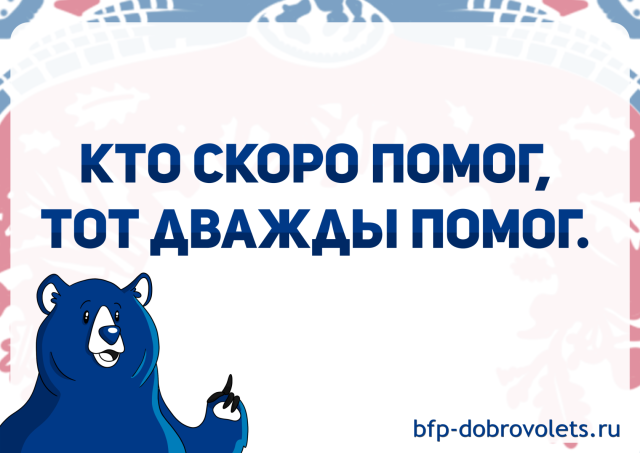 КТО СКОРО ПОМОГ,
ТОТ ДВАЖДЫ ПОМОГ.
bfp-dobrovolets.ru